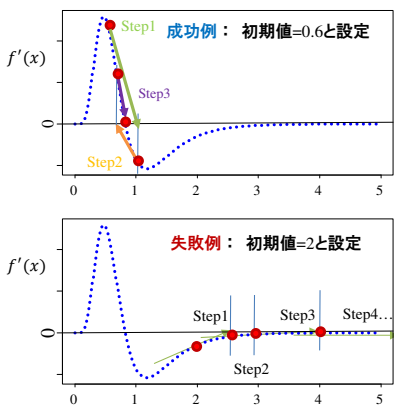 Step1
成功例： 初期値=0.6と設定
f′(x)
Step3
0
Step2
0 1 2 3 4 5
失敗例： 初期値=2と設定
f′(x)
Step1 Step3 Step4…
0
Step2
0 1 2 3 4 5